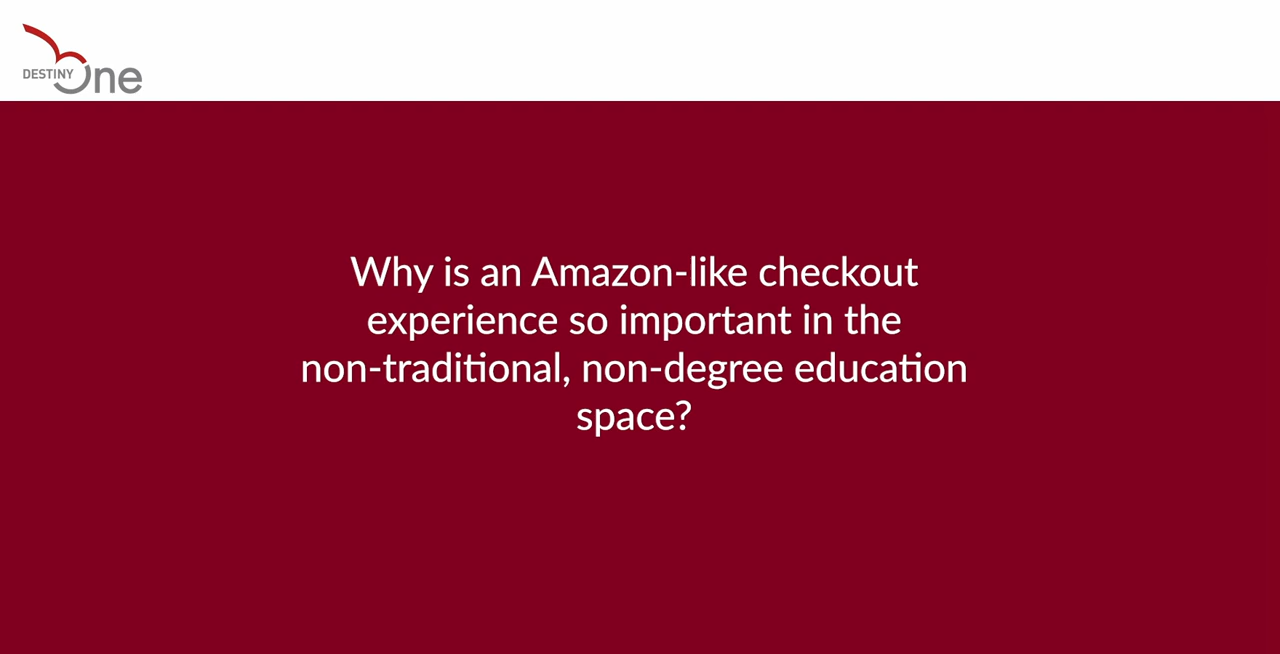 DESTINY One
Why is an Amazon-like checkout
experience so important in the
non-traditional, non-degree education
space?